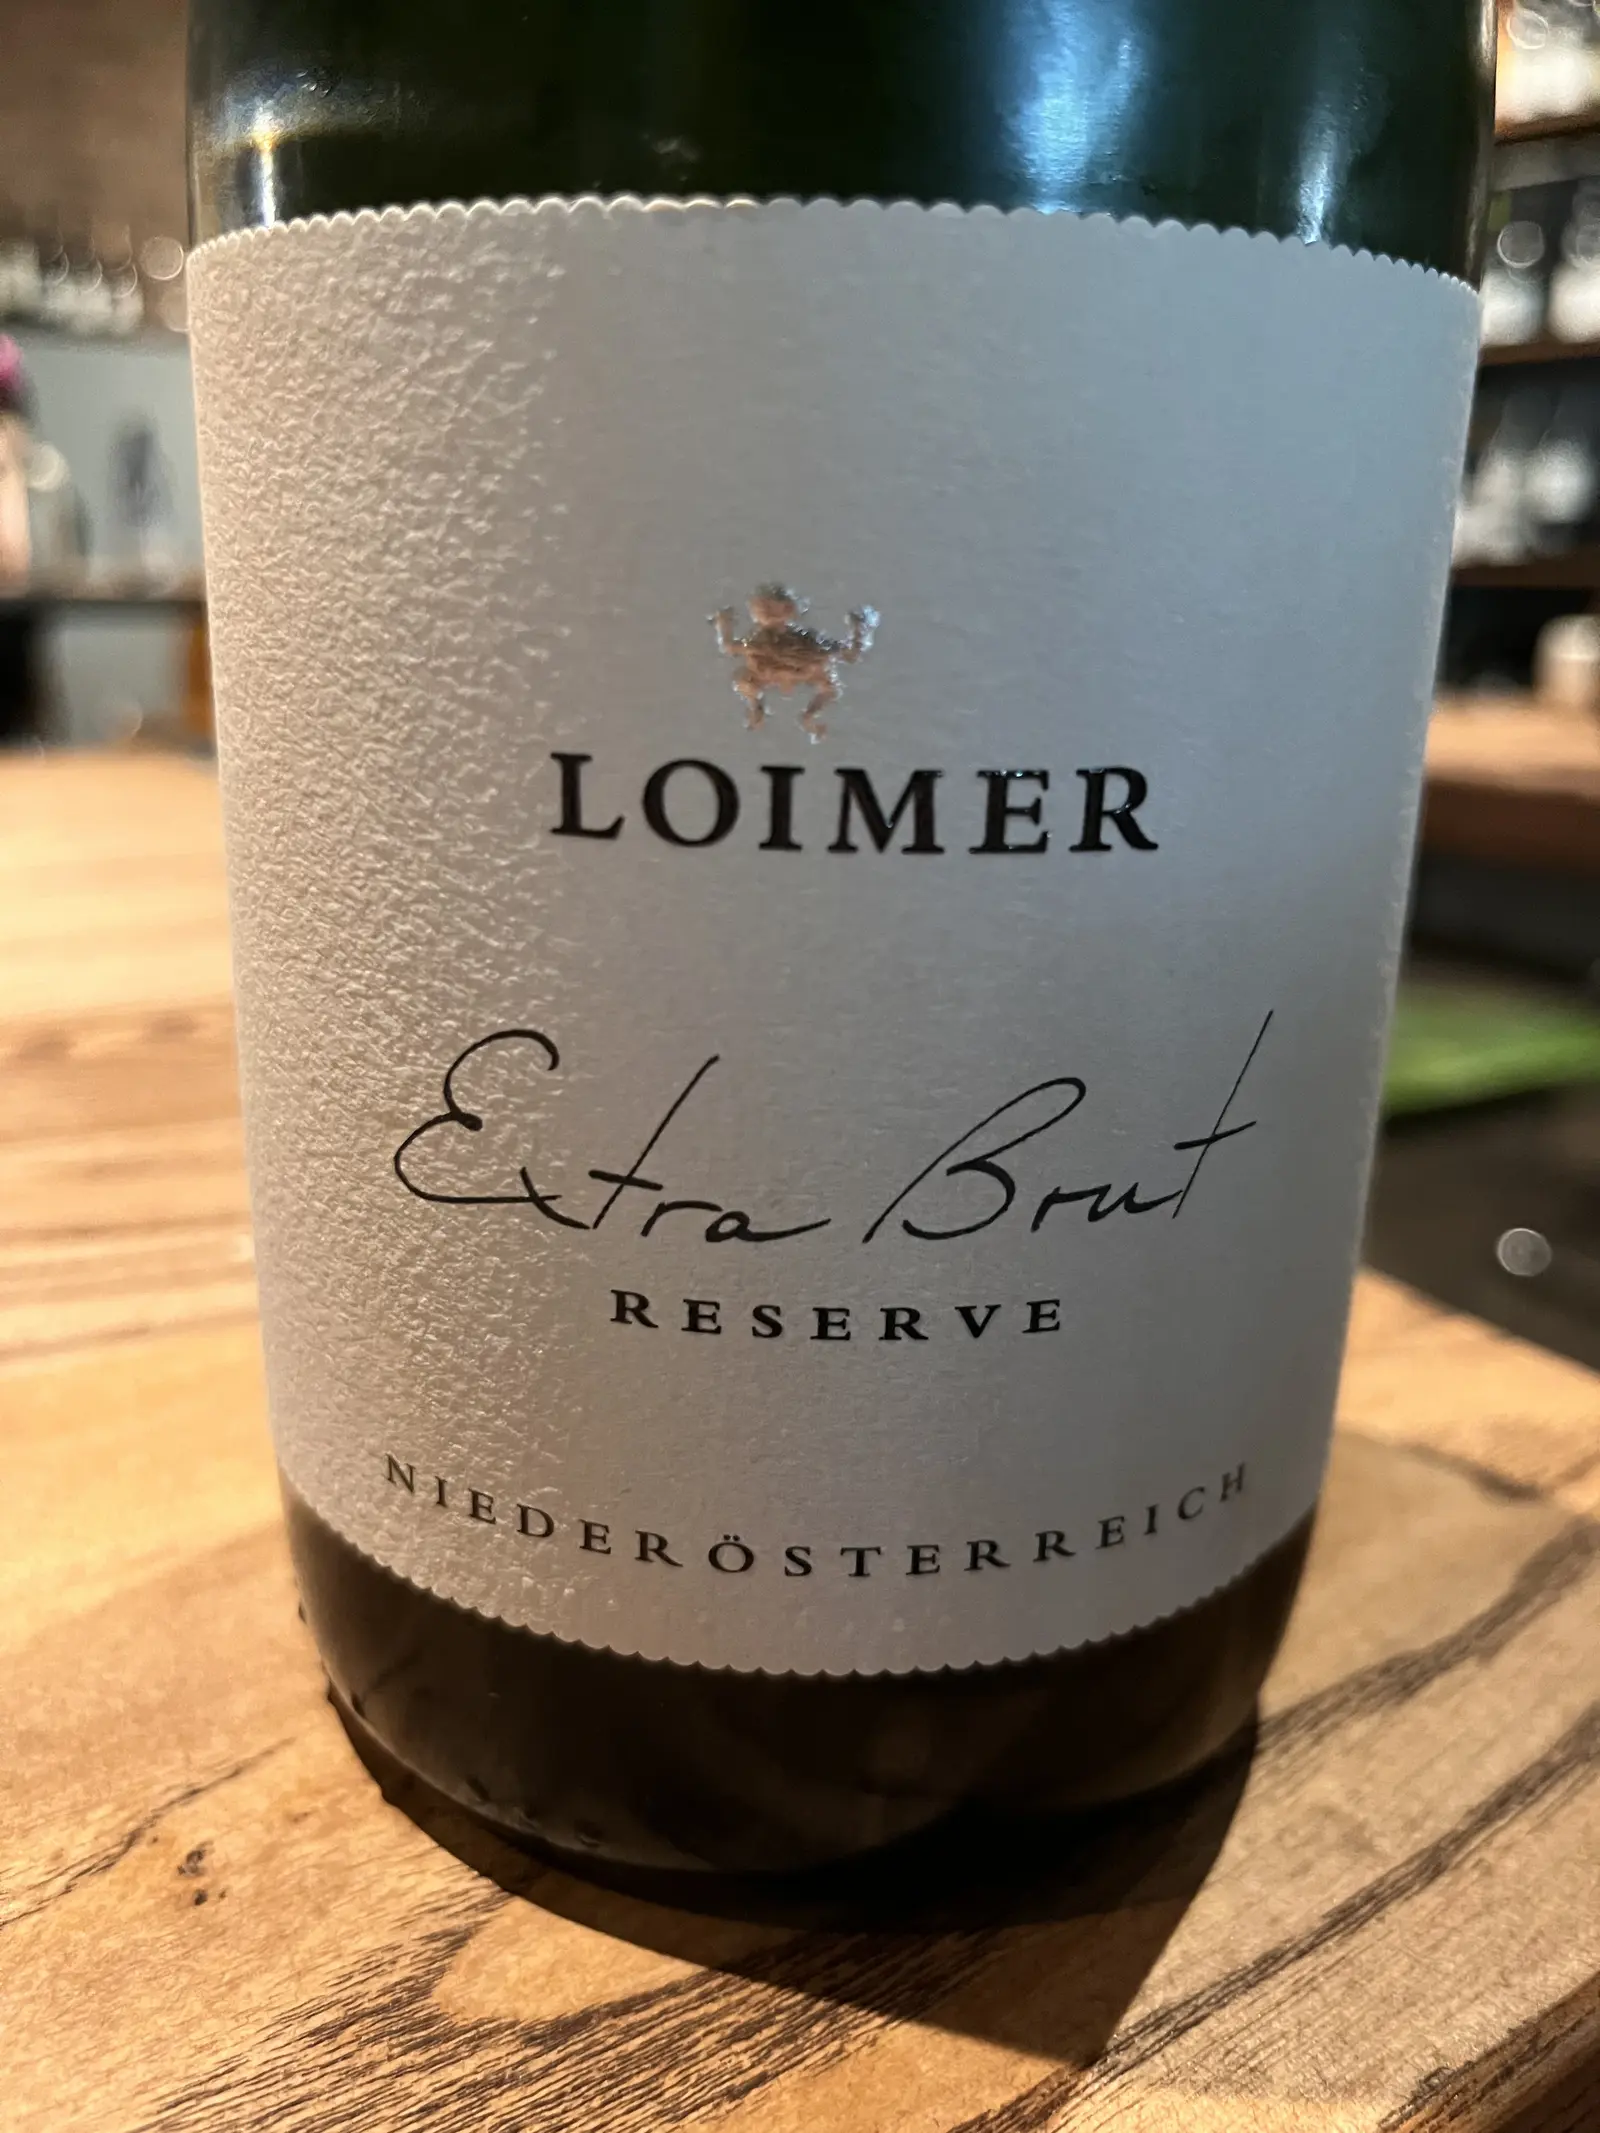 LOIMER
Extra Brut
RESERVE
NIEDERÖSTERREICH